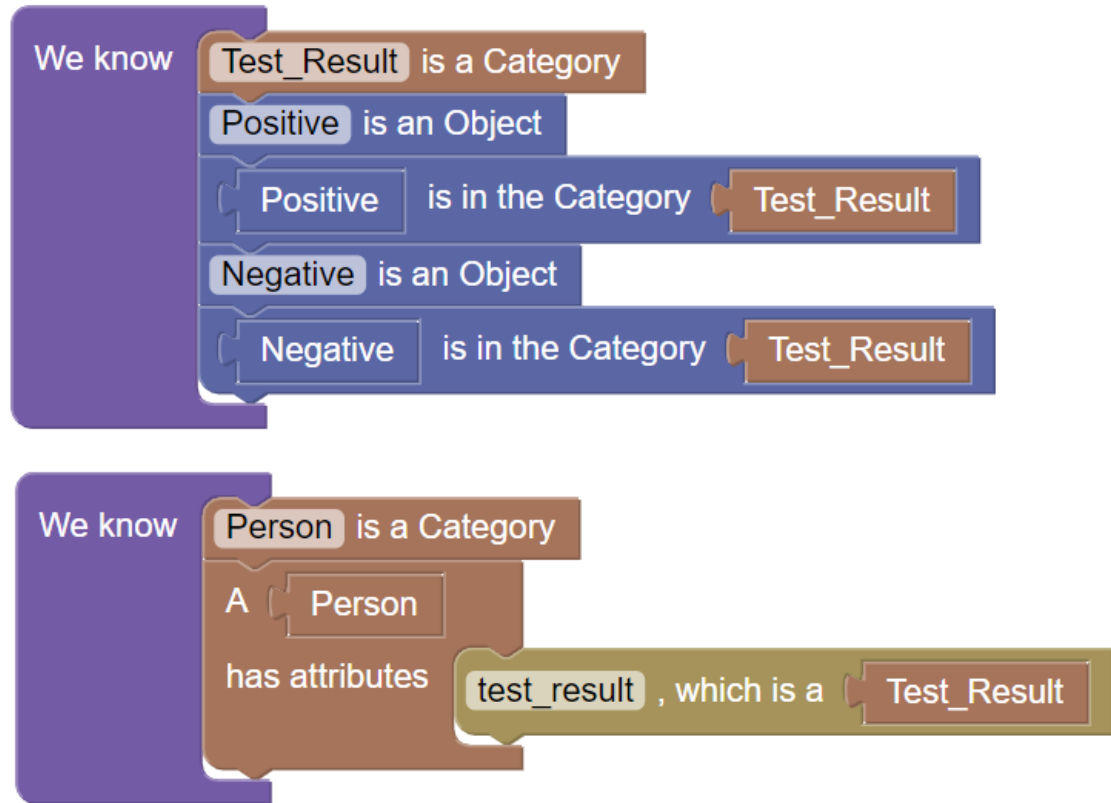 We know Test_Result is a Category
Positive is an Object
Positive is in the Category Test_Result
Negative is an Object
Negative is in the Category Test_Result
We know Person is a Category
A Person
has attributes test_result , which is a Test_Result